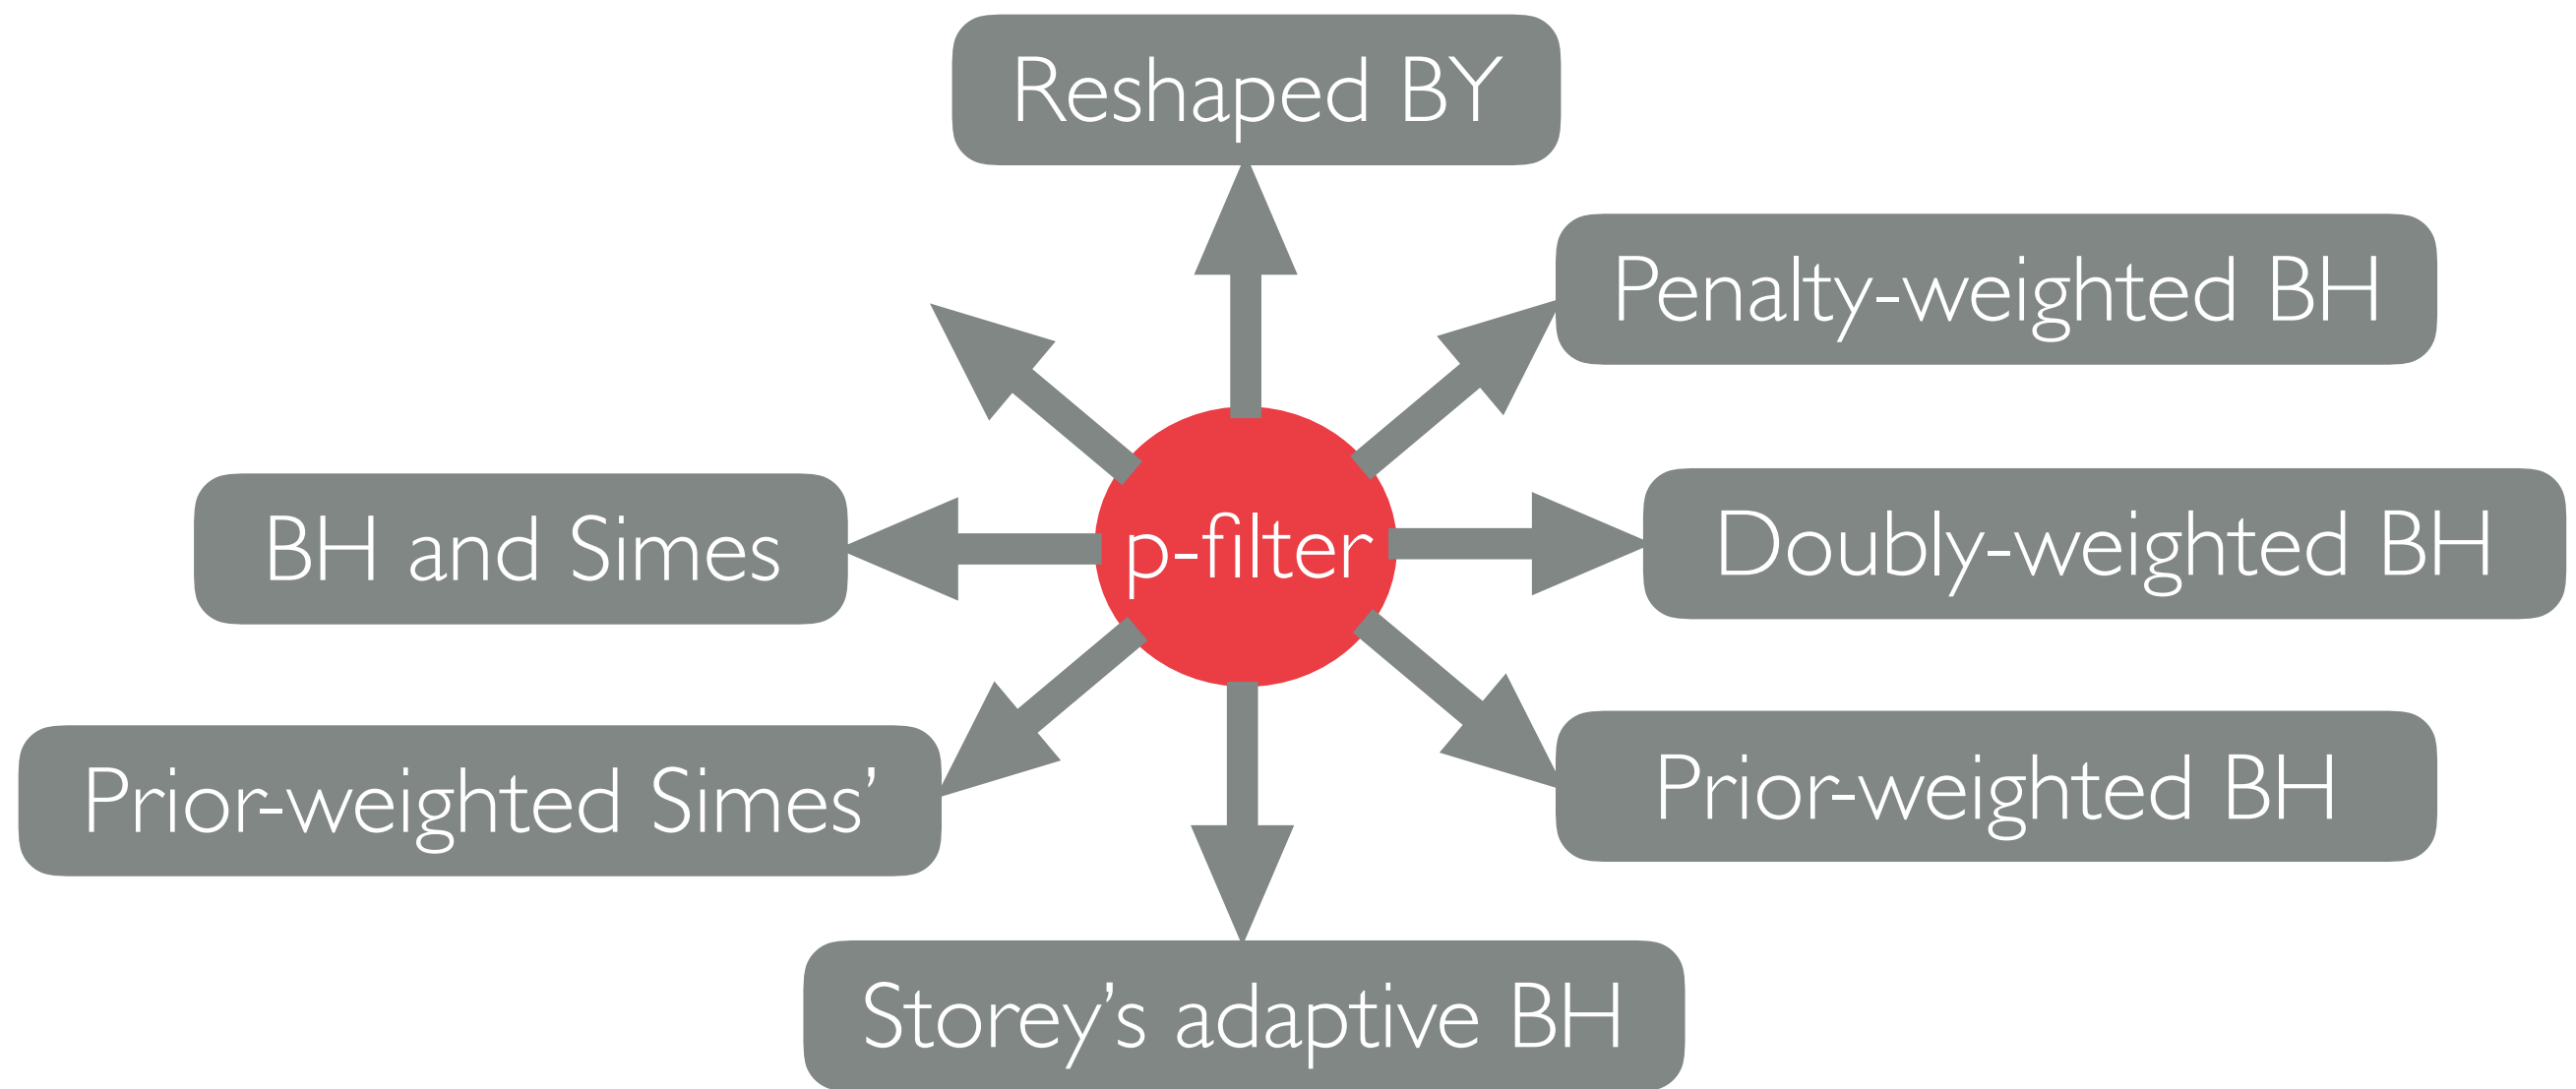 Reshaped BY
Penalty-weighted BH
BH and Simes
p-filter
Doubly-weighted BH
Prior-weighted Simes’
Prior-weighted BH
Storey’s adaptive BH